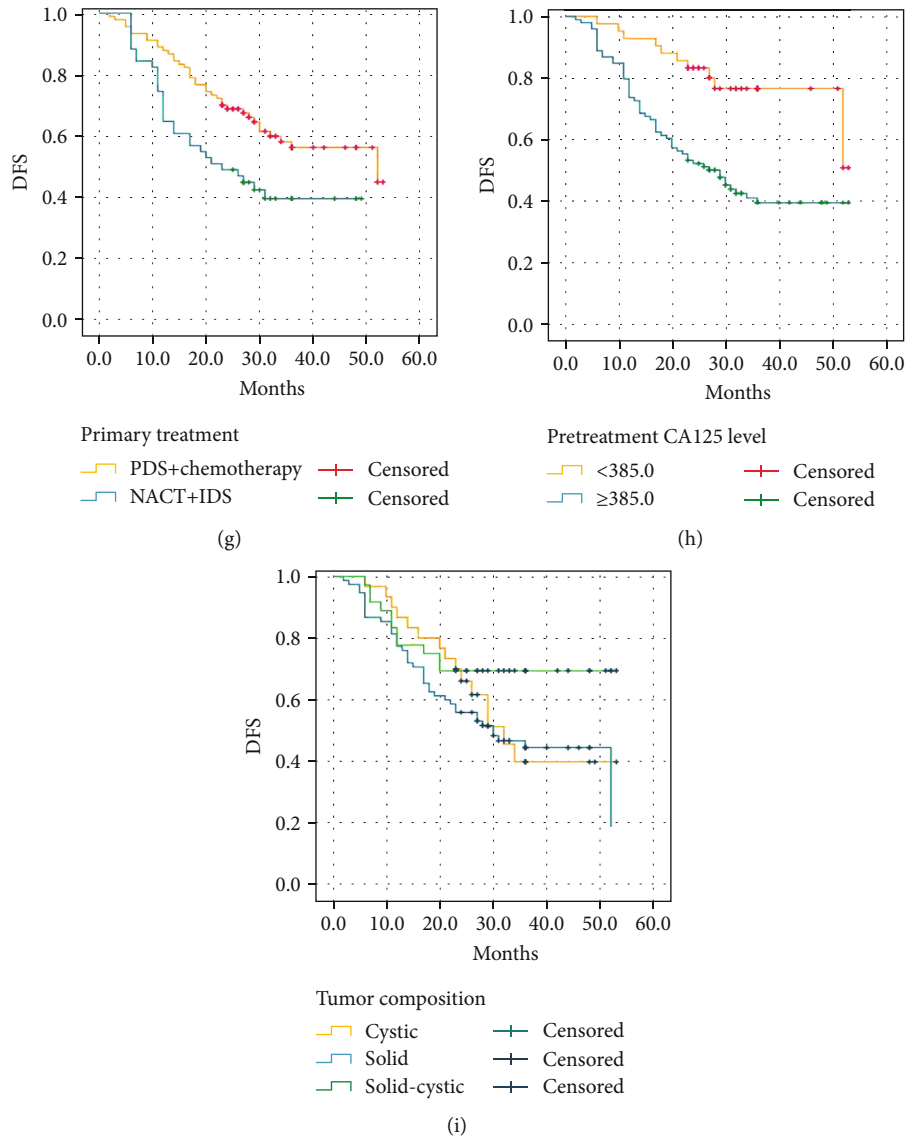 1.0
0.8
0.6
0.4
0.2
0.0
DFS
0.0 10.0 20.0 30.0 40.0 50.0 60.0
Months
Primary treatment
PDS+chemotherapy Censored
NACT+IDS Censored
(g)
1.0
0.8
0.6
0.4
0.2
0.0
DFS
0.0 10.0 20.0 30.0 40.0 50.0 60.0
Months
Pretreatment CA125 level
<385.0 Censored
≥385.0 Censored
(h)
1.0
0.8
0.6
0.4
0.2
0.0
DFS
0.0 10.0 20.0 30.0 40.0 50.0 60.0
Months
Tumor composition
Cystic Censored
Solid Censored
Solid-cystic Censored
(i)